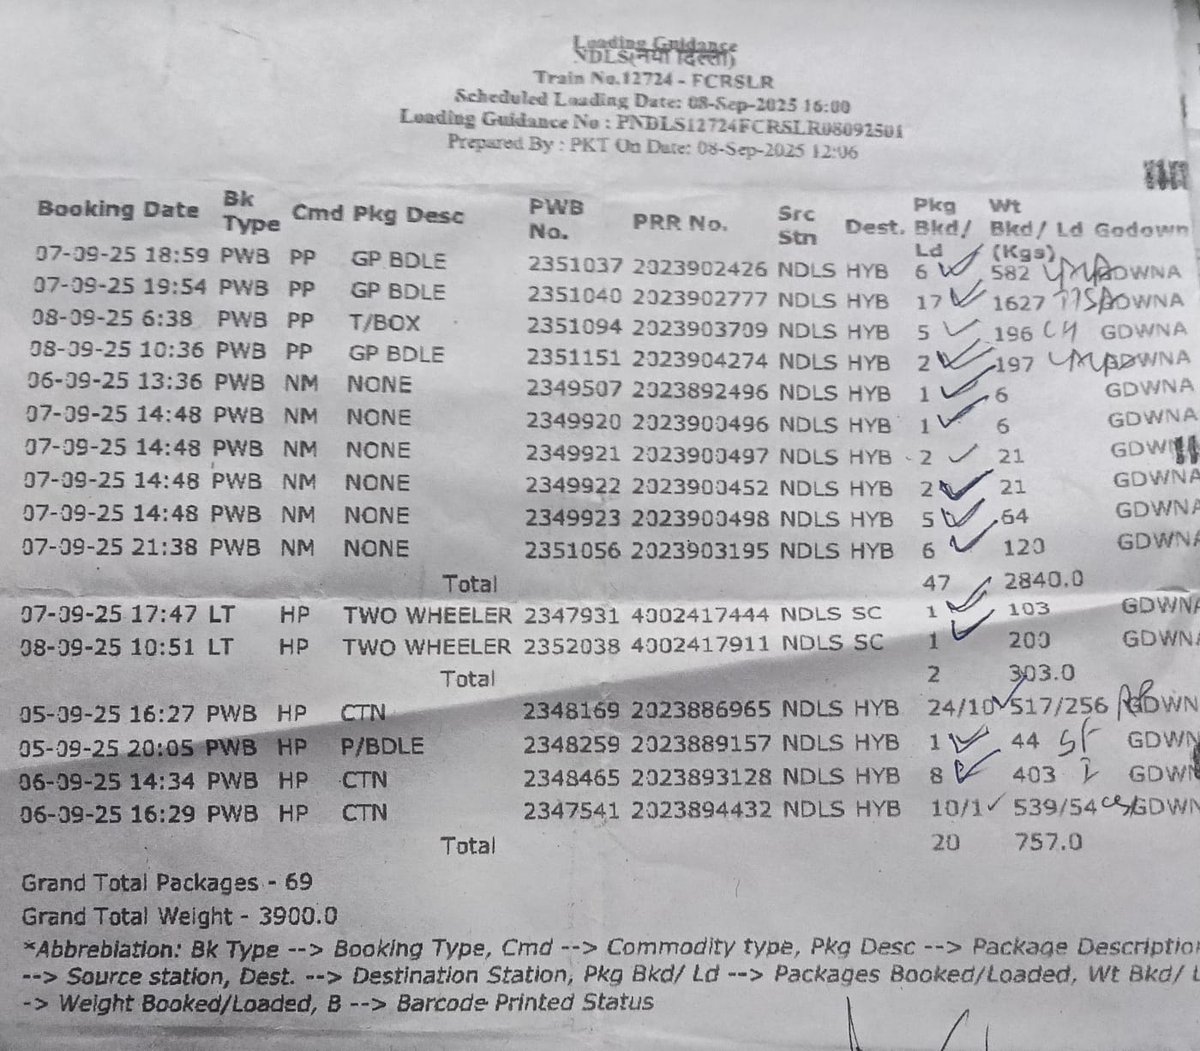 Loading Guidance
NDLS(नयी दिल्ली)
Train No.12724 - FCRSLR
Scheduled Loading Date: 08-Sep-2025 16:00
Loading Guidance No : PNDLS12724FCRSLR08092501
Prepared By : PKT On Date: 08-Sep-2025 12:06
Booking Date Bk Type Cmd Pkg Desc PWB No. PRR No. Src Stn Dest. Pkg Bkd/ Ld Wt Bkd/ Ld (Kgs) Godown
07-09-25 18:59 PWB PP GP BDLE 2351037 2023902426 NDLS HYB 6 582 GDOWNA
07-09-25 19:54 PWB PP GP BDLE 2351040 2023902777 NDLS HYB 17 1627 DOWNA
08-09-25 6:38 PWB PP T/BOX 2351094 2023903709 NDLS HYB 5 196 GDWNA
08-09-25 10:36 PWB PP GP BDLE 2351151 2023904274 NDLS HYB 2 197 GDWNA
06-09-25 13:36 PWB NM NONE 2349507 2023892496 NDLS HYB 1 6 GDWNA
07-09-25 14:48 PWB NM NONE 2349920 2023900496 NDLS HYB 1 6 GDWNA
07-09-25 14:48 PWB NM NONE 2349921 2023900497 NDLS HYB 2 21 GDWN
07-09-25 14:48 PWB NM NONE 2349922 2023900452 NDLS HYB 2 21 GDWNA
07-09-25 14:48 PWB NM NONE 2349923 2023900498 NDLS HYB 5 64 GDWNA
07-09-25 21:38 PWB NM NONE 2351056 2023903195 NDLS HYB 6 120 GDWNA
Total 47 2840.0
07-09-25 17:47 LT HP TWO WHEELER 2347931 4002417444 NDLS SC 1 103 GDWNA
08-09-25 10:51 LT HP TWO WHEELER 2352038 4002417911 NDLS SC 1 200 GDWNA
Total 2 303.0
05-09-25 16:27 PWB HP CTN 2348169 2023886965 NDLS HYB 24/10 517/256 GDWN
05-09-25 20:05 PWB HP P/BDLE 2348259 2023889157 NDLS HYB 1 44 GDWN
06-09-25 14:34 PWB HP CTN 2348465 2023893128 NDLS HYB 8 403 GDWN
06-09-25 16:29 PWB HP CTN 2347541 2023894432 NDLS HYB 10/1 539/54 GDWN
Total 20 757.0
Grand Total Packages - 69
Grand Total Weight - 3900.0
*Abbrebiation: Bk Type --> Booking Type, Cmd --> Commodity type, Pkg Desc --> Package Description
--> Source station, Dest. --> Destination Station, Pkg Bkd/ Ld --> Packages Booked/Loaded, Wt Bkd/ L
-> Weight Booked/Loaded, B --> Barcode Printed Status